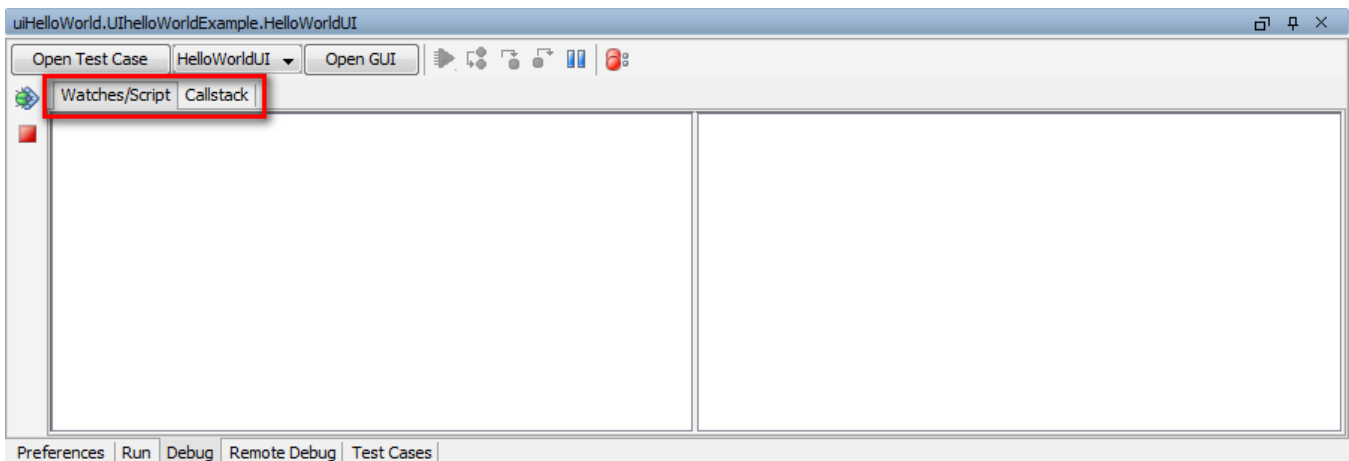 uiHelloWorld.UIhelloWorldExample.HelloWorldUI
Open Test Case HelloWorldUI Open GUI
Watches/Script Callstack
Preferences Run Debug Remote Debug Test Cases